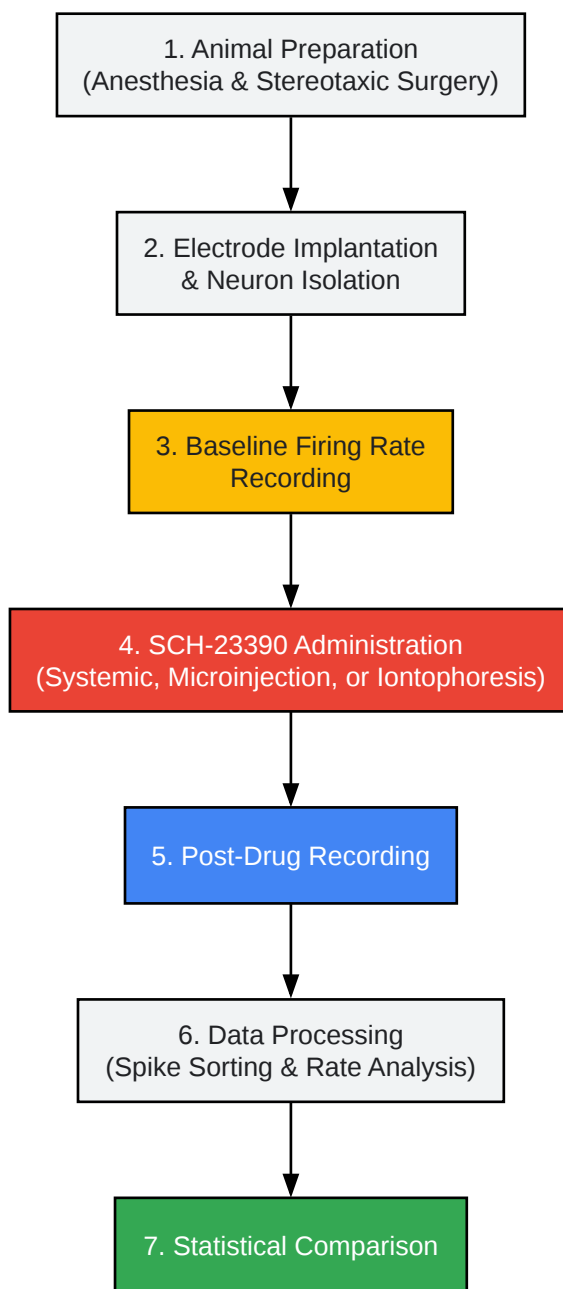 1. Animal Preparation
(Anesthesia & Stereotaxic Surgery)
2. Electrode Implantation
& Neuron Isolation
3. Baseline Firing Rate
Recording
4. SCH-23390 Administration
(Systemic, Microinjection, or Iontophoresis)
5. Post-Drug Recording
6. Data Processing
(Spike Sorting & Rate Analysis)
7. Statistical Comparison